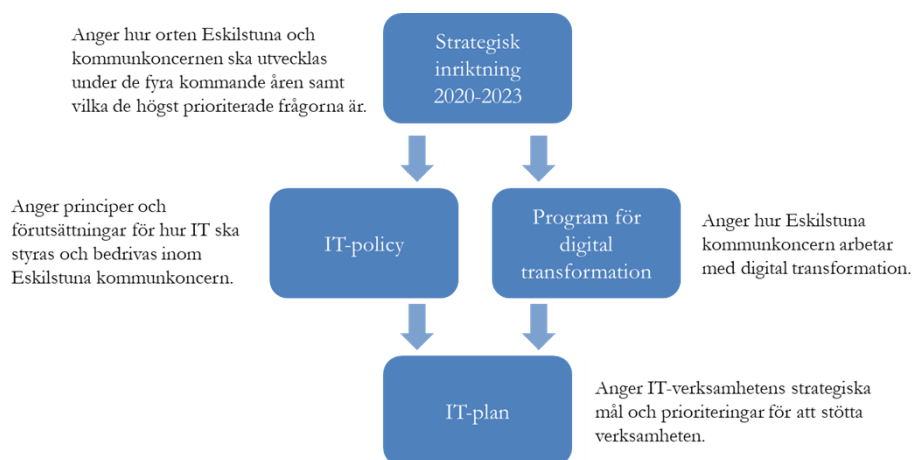 Anger hur orten Eskilstuna och
kommunkoncernen ska utvecklas
under de fyra kommande åren samt
vilka de högst prioriterade frågorna är.
Strategisk
inriktning
2020-2023
Anger principer och
förutsättningar för hur IT ska
styras och bedrivas inom
Eskilstuna kommunkoncern.
IT-policy
Program för
digital
transformation
Anger hur Eskilstuna
kommunkoncern arbetar
med digital transformation.
IT-plan
Anger IT-verksamhetens strategiska
mål och prioriteringar för att stötta
verksamheten.